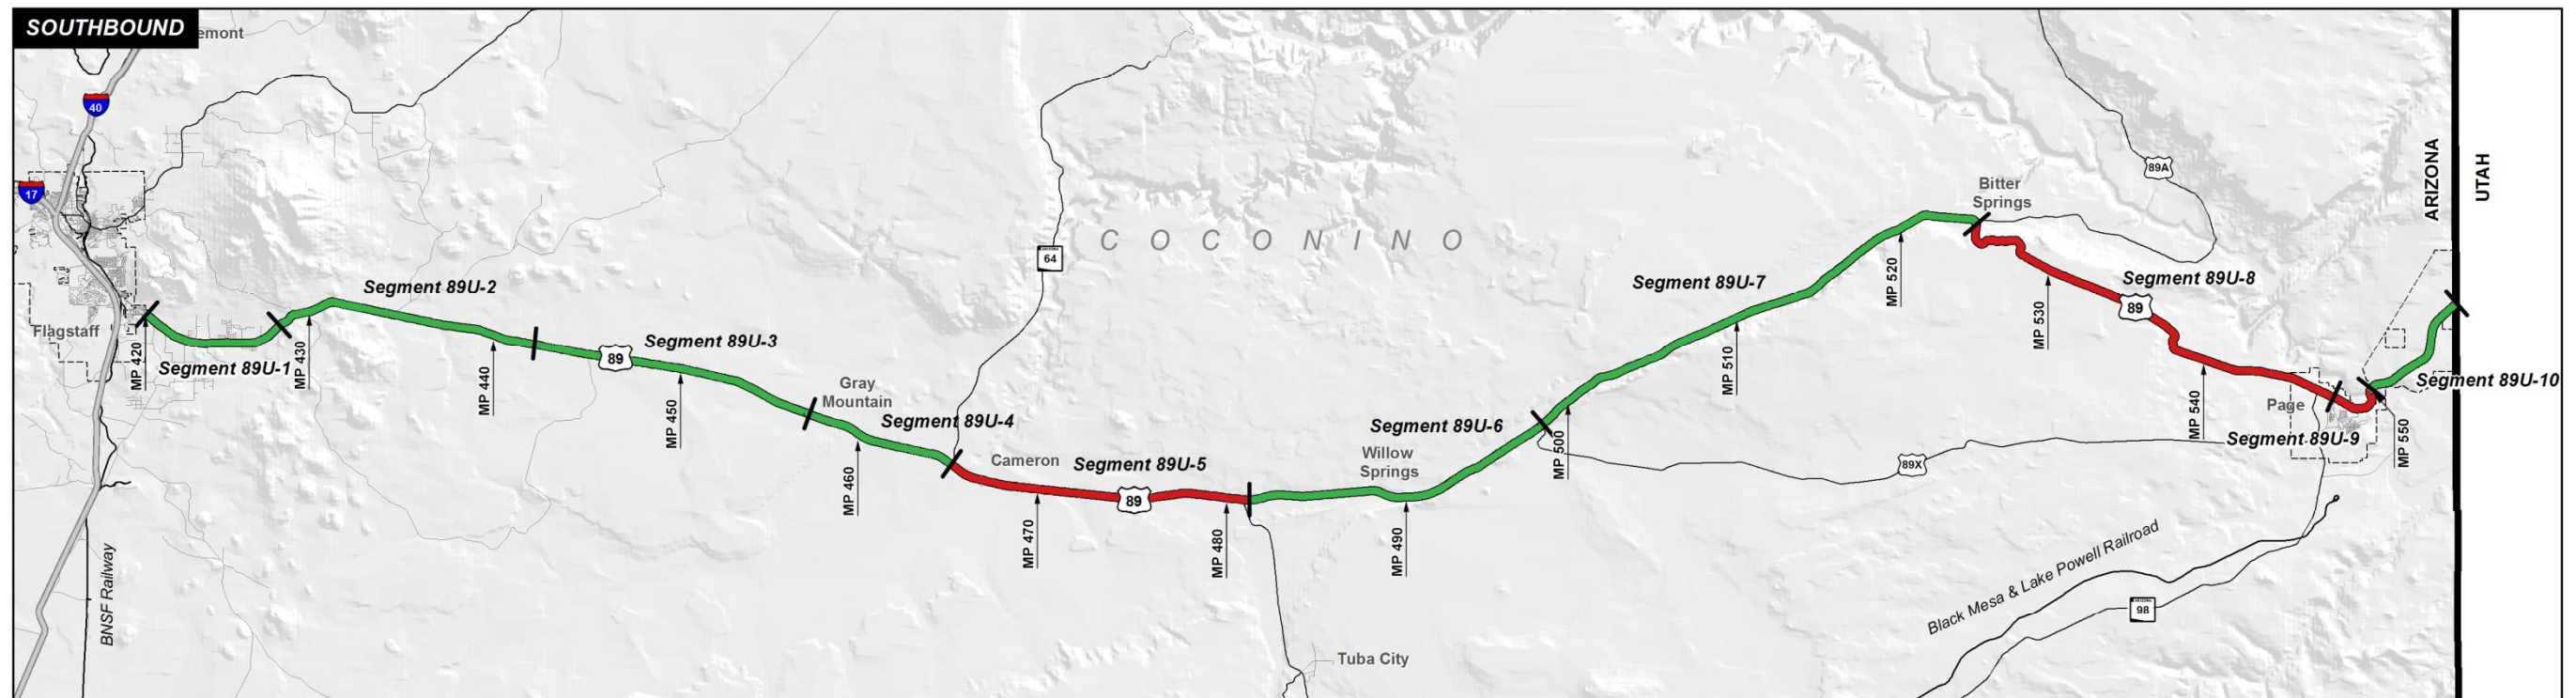 SOUTHBOUND
emont
40
17
Flagstaff
MP 420
Segment 89U-1
MP 430
BNSF Railway
Segment 89U-2
MP 440
89
Segment 89U-3
MP 450
Gray
Mountain
MP 460
Segment 89U-4
ARIZONA
64
Cameron
MP 470
Segment 89U-5
89
MP 480
COCONINO
Tuba City
Willow
Springs
MP 490
Segment 89U-6
MP 500
Segment 89U-7
MP 510
MP 520
Bitter
Springs
89A
MP 530
Segment 89U-8
89
89X
MP 540
Page
Segment 89U-9
MP 550
Segment 89U-10
Black Mesa & Lake Powell Railroad
ARIZONA
98
ARIZONA
UTAH